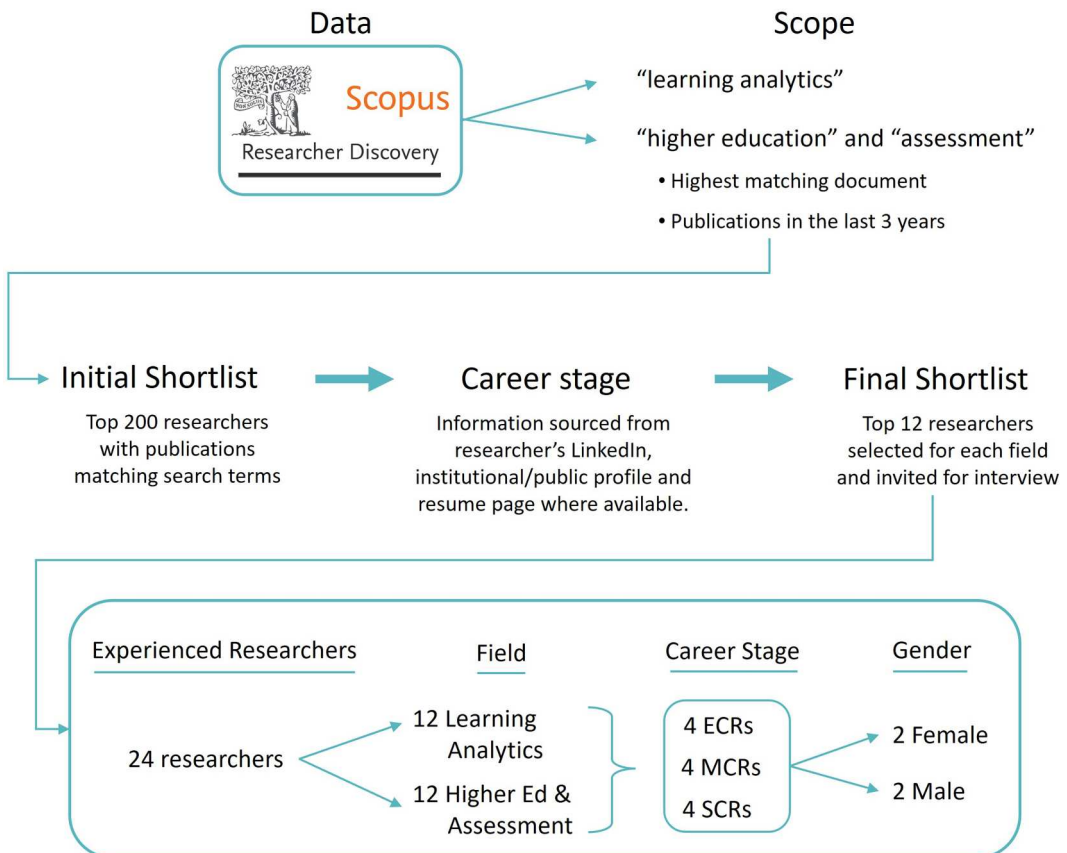 Data
Scope
Scopus
Researcher Discovery
“learning analytics”
“higher education” and “assessment”
• Highest matching document
• Publications in the last 3 years
Initial Shortlist
Top 200 researchers
with publications
matching search terms
Career stage
Information sourced from
researcher’s LinkedIn,
institutional/public profile and
resume page where available.
Final Shortlist
Top 12 researchers
selected for each field
and invited for interview
Experienced Researchers
Field
Career Stage
Gender
24 researchers
12 Learning
Analytics
12 Higher Ed &
Assessment
4 ECRs
4 MCRs
4 SCRs
2 Female
2 Male